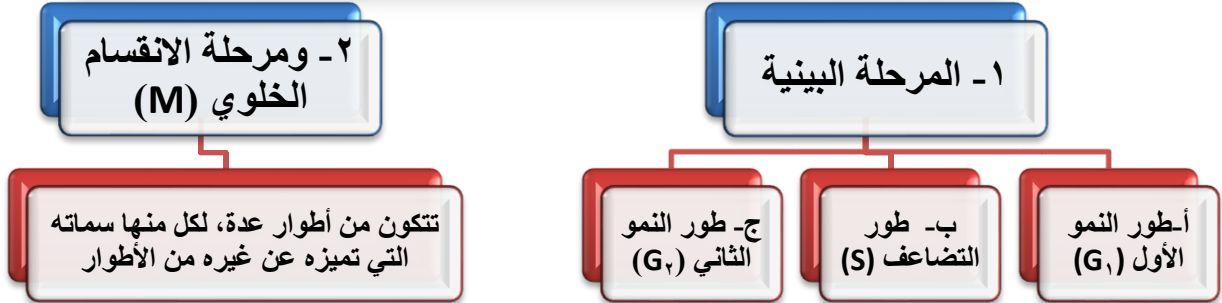 ١- المرحلة البينية
أ-طور النمو
الأول (G١)
ب- طور
التضاعف (S)
ج- طور النمو
الثاني (G٢)
٢- ومرحلة الانقسام
الخلوي (M)
تتكون من أطوار عدة، لكل منها سماته
التي تميزه عن غيره من الأطوار